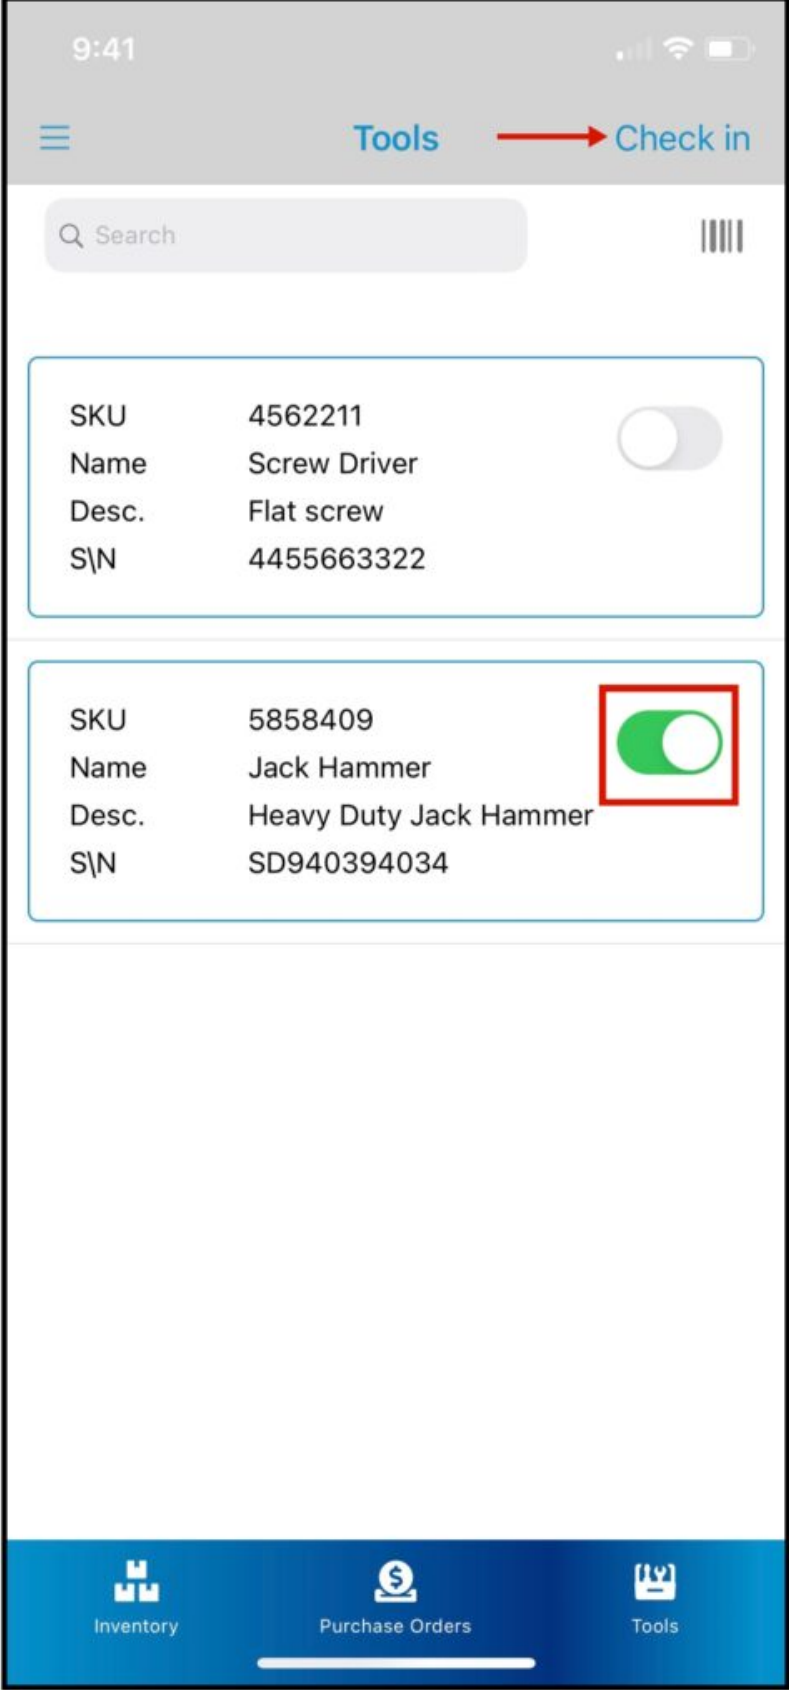 9:41
Tools Check in
Search
SKU 4562211
Name Screw Driver
Desc. Flat screw
S\N 4455663322
SKU 5858409
Name Jack Hammer
Desc. Heavy Duty Jack Hammer
S\N SD940394034
Inventory Purchase Orders Tools